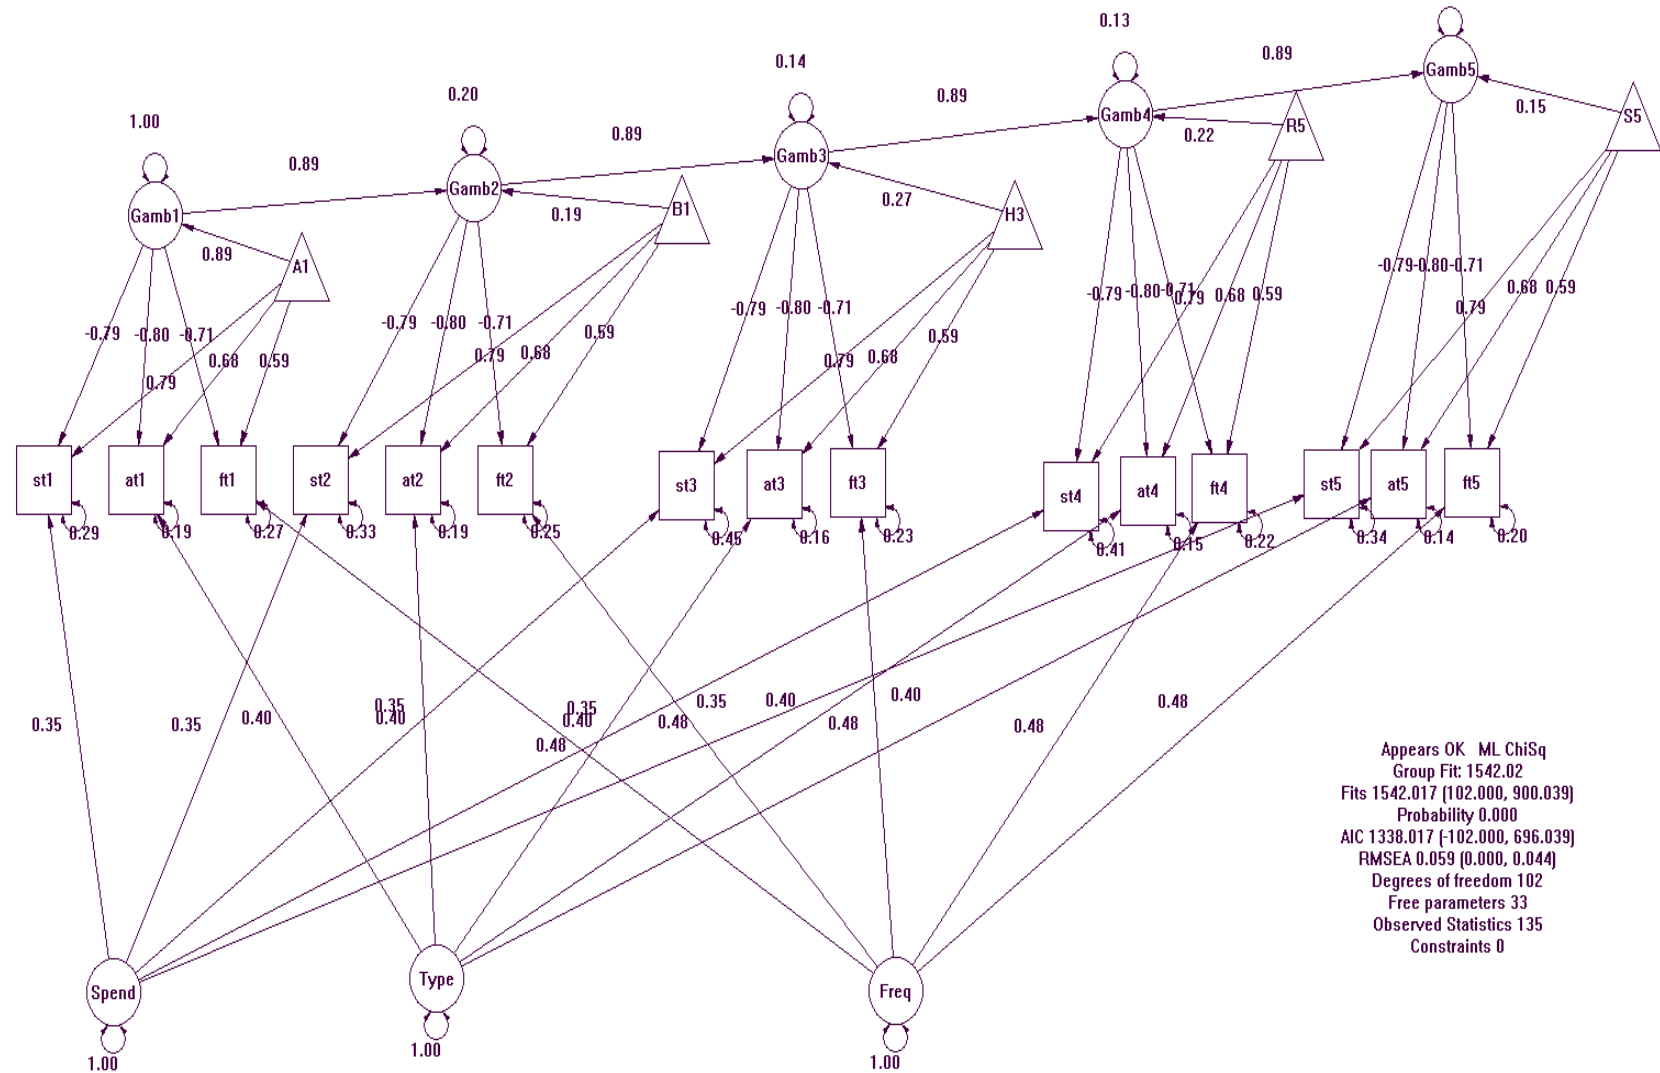 0.13
0.89
Gamb5
0.14
0.15
S5
0.89
Gamb4
0.22
R5
0.20
0.89
Gamb3
0.27
H3
1.00
0.89
Gamb2
0.19
B1
Gamb1
0.89
A1
-0.79 -0.80 -0.71
0.79 0.68 0.59
-0.79 -0.80 -0.71
0.79 0.68 0.59
-0.79 -0.80 -0.71
0.79 0.68 0.59
-0.79 -0.80 -0.71
0.79 0.68 0.59
-0.79 -0.80 -0.71
0.79 0.68 0.59
st1 at1 ft1 st2 at2 ft2 st3 at3 ft3 st4 at4 ft4 st5 at5 ft5
0.29 0.19 0.27 0.33 0.19 0.25 0.45 0.16 0.23 0.41 0.15 0.22 0.34 0.14 0.20
0.35 0.35 0.40 0.35 0.40 0.48 0.35 0.40 0.48 0.35 0.40 0.48 0.40 0.48 0.48
Appears OK ML ChiSq
Group Fit: 1542.02
Fits 1542.017 (102.000, 900.039)
Probability 0.000
AIC 1338.017 (-102.000, 696.039)
RMSEA 0.059 (0.000, 0.044)
Degrees of freedom 102
Free parameters 33
Observed Statistics 135
Constraints 0
Spend
Type
Freq
1.00
1.00
1.00